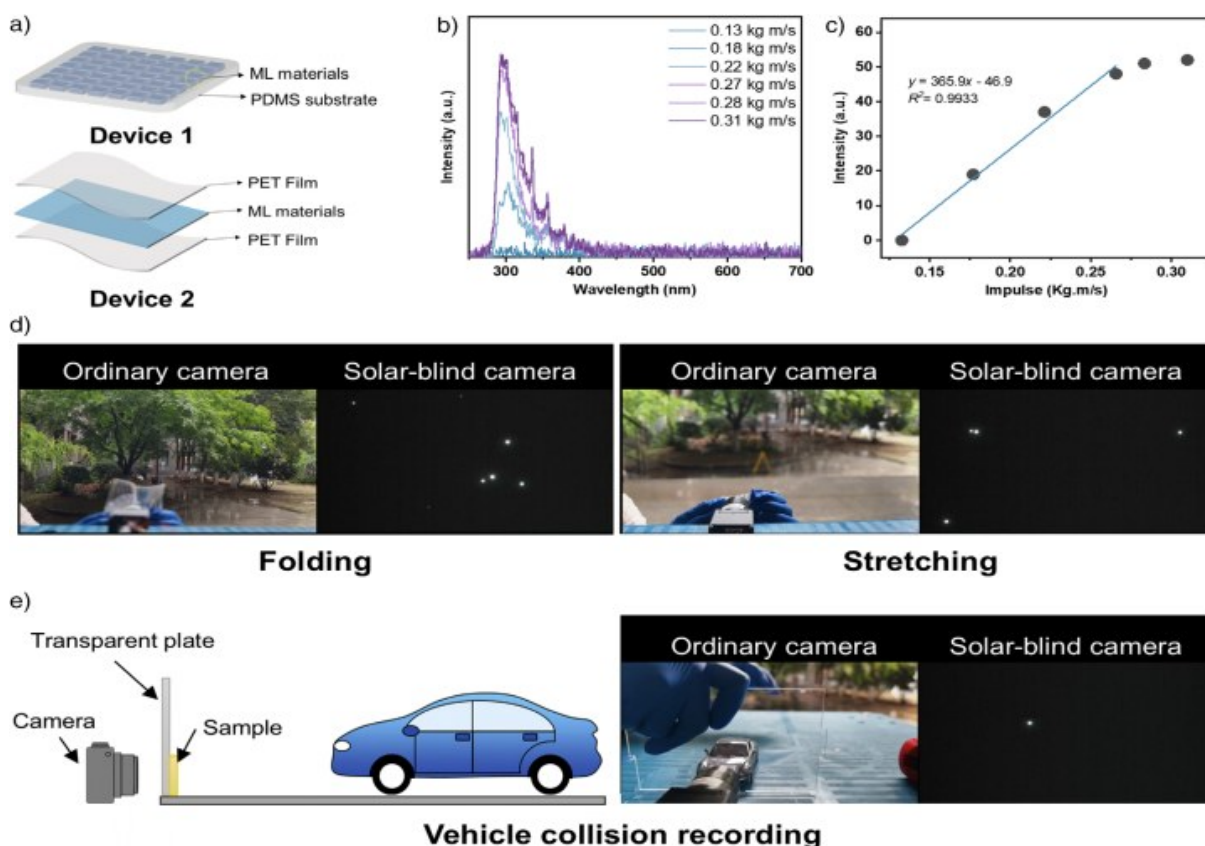 a)
ML materials
PDMS substrate
Device 1
PET Film
ML materials
PET Film
Device 2
b)
Intensity (a.u.)
0.13 kg m/s
0.18 kg m/s
0.22 kg m/s
0.27 kg m/s
0.28 kg m/s
0.31 kg m/s
300 400 500 600 700
Wavelength (nm)
c)
Intensity (a.u.)
60
50
40
30
20
10
0
y = 365.9x - 46.9
R²= 0.9933
0.15 0.20 0.25 0.30
Impulse (Kg.m/s)
d)
Ordinary camera Solar-blind camera
Folding
Ordinary camera Solar-blind camera
Stretching
e)
Transparent plate
Camera
Sample
Ordinary camera Solar-blind camera
Vehicle collision recording